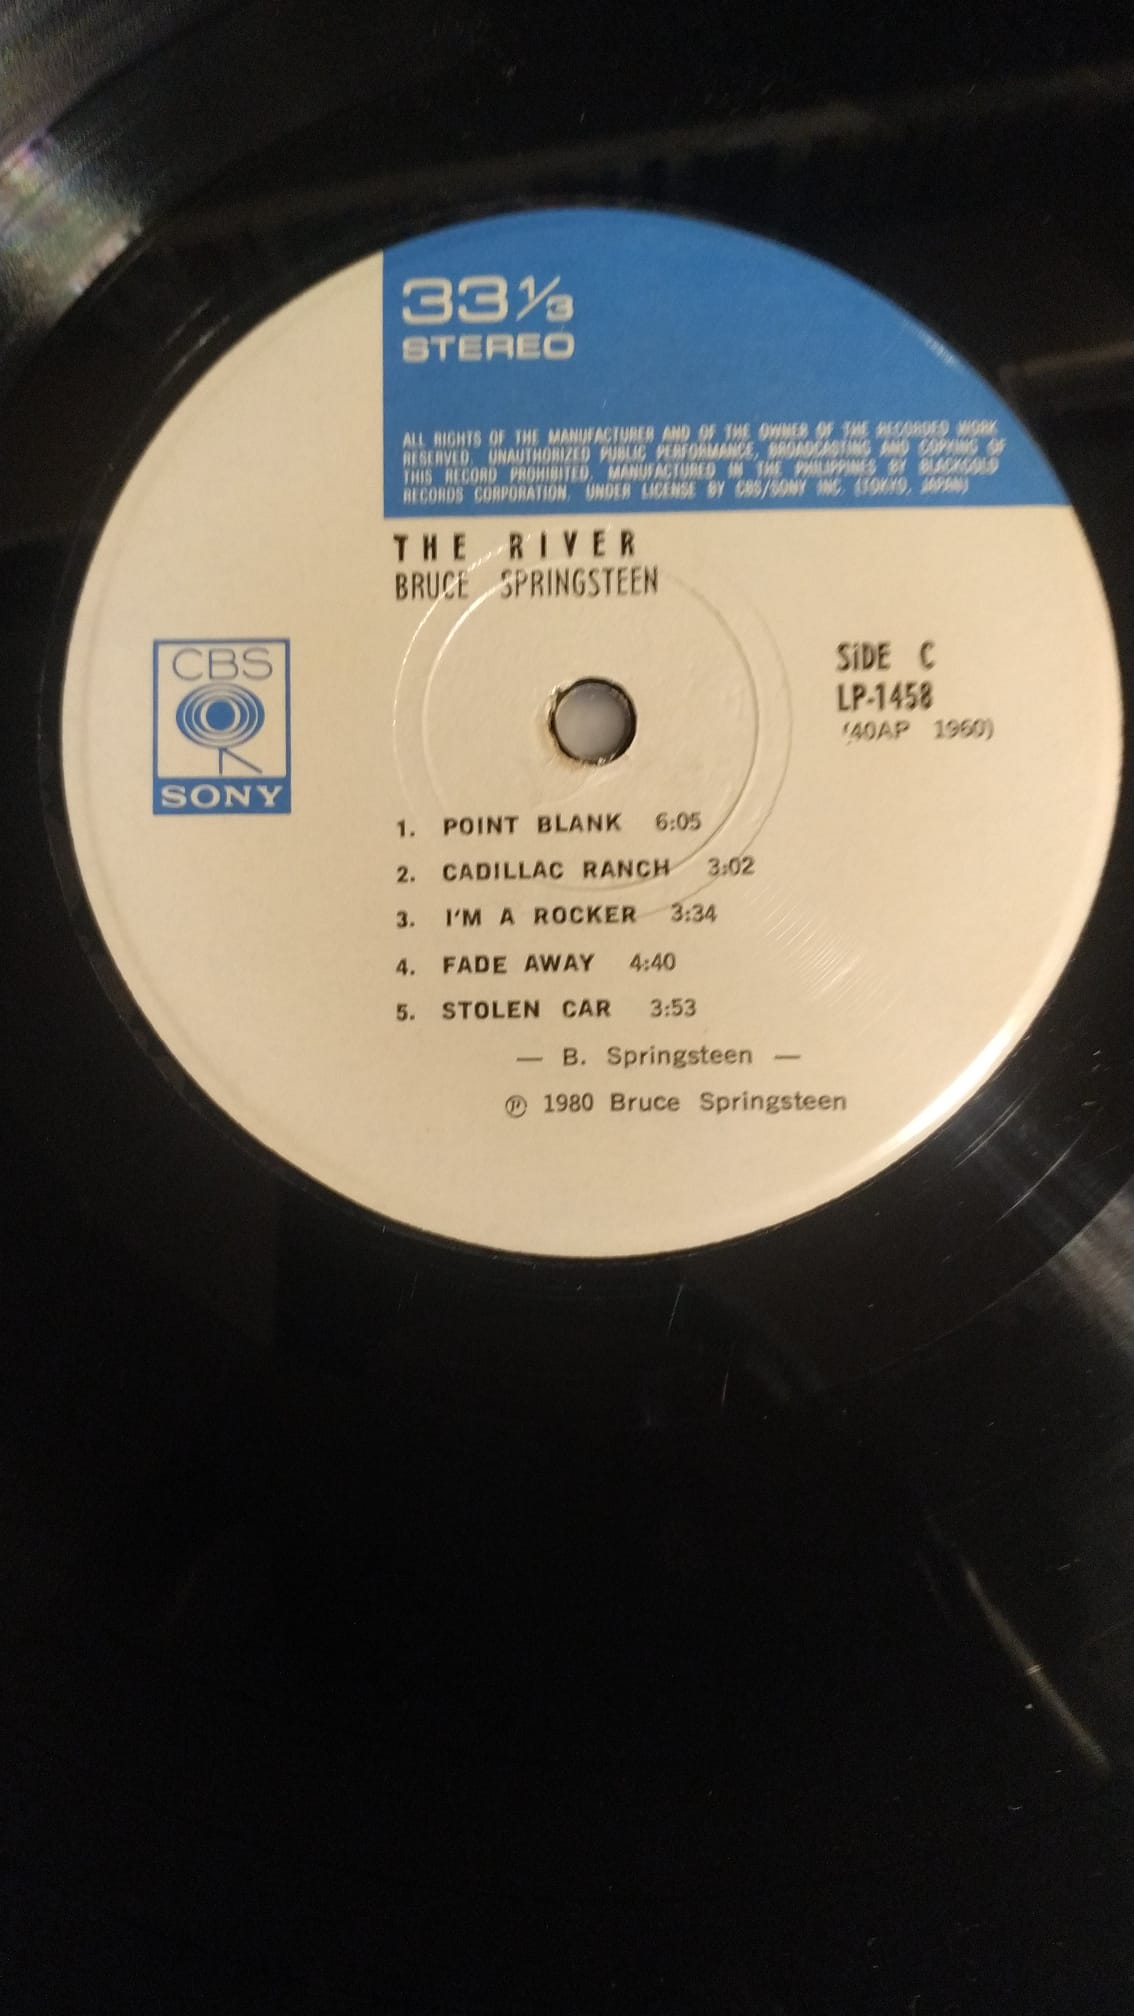 33 1/3
STEREO
ALL RIGHTS OF THE MANUFACTURER AND OF THE OWNER OF THE RECORDED WORK
RESERVED. UNAUTHORIZED PUBLIC PERFORMANCE, BROADCASTING AND COPYING OF
THIS RECORD PROHIBITED. MANUFACTURED IN THE PHILIPPINES BY BLACKGOLD
RECORDS CORPORATION. UNDER LICENSE BY CBS/SONY INC. (TOKYO, JAPAN)
THE RIVER
BRUCE SPRINGSTEEN
CBS
SONY
SiDE C
LP-1458
(40AP 1960)
1. POINT BLANK 6:05
2. CADILLAC RANCH 3:02
3. I'M A ROCKER 3:34
4. FADE AWAY 4:40
5. STOLEN CAR 3:53
— B. Springsteen —
℗ 1980 Bruce Springsteen